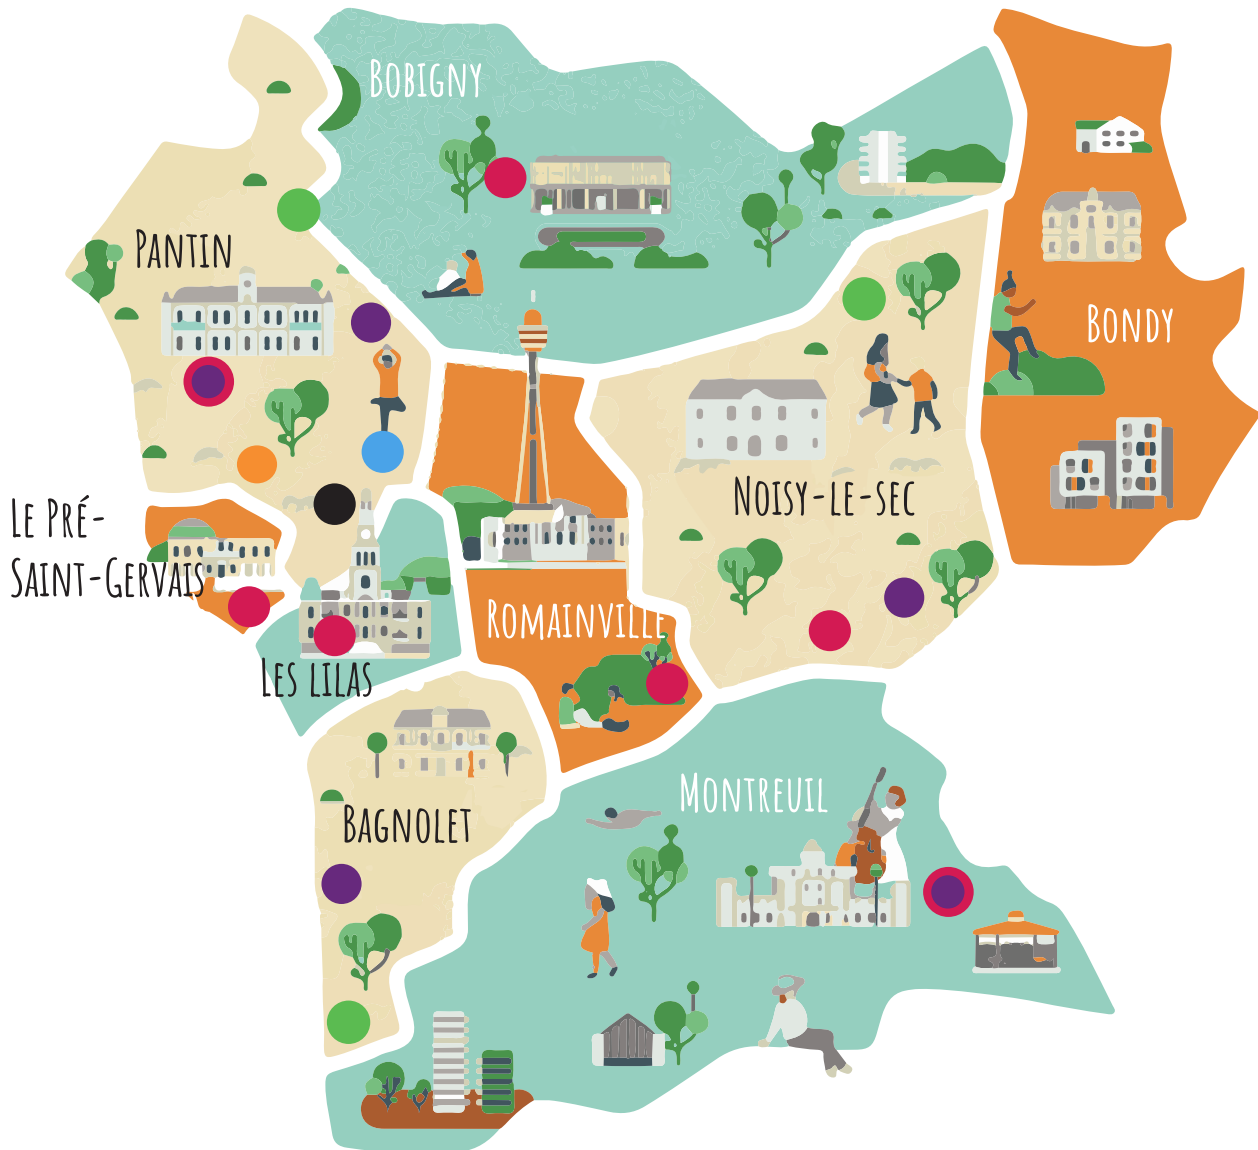 Bobigny
Pantin
Bondy
Noisy-le-sec
Le Pré-
Saint-Gervais
Romainville
Les lilas
Montreuil
Bagnolet